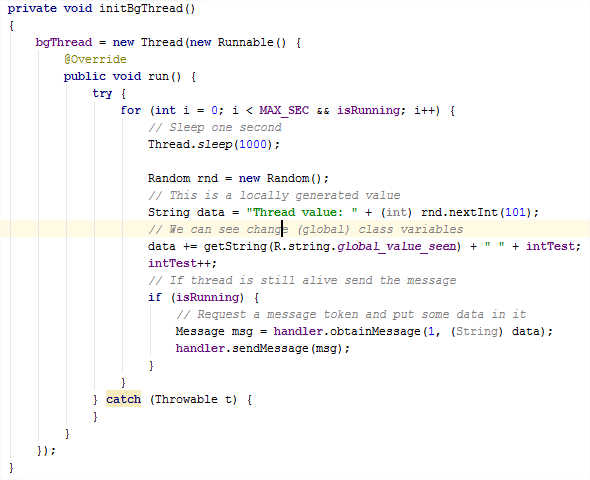 private void initBgThread()
{
    bgThread = new Thread(new Runnable() {
        @Override
        public void run() {
            try {
                for (int i = 0; i < MAX_SEC && isRunning; i++) {
                    // Sleep one second
                    Thread.sleep(1000);

                    Random rnd = new Random();
                    // This is a locally generated value
                    String data = "Thread value: " + (int) rnd.nextInt(101);
                    // We can see change (global) class variables
                    data += getString(R.string.global_value_seen) + " " + intTest;
                    intTest++;
                    // If thread is still alive send the message
                    if (isRunning) {
                        // Request a message token and put some data in it
                        Message msg = handler.obtainMessage(1, (String) data);
                        handler.sendMessage(msg);
                    }
                }
            } catch (Throwable t) {
            }
        }
    });
}